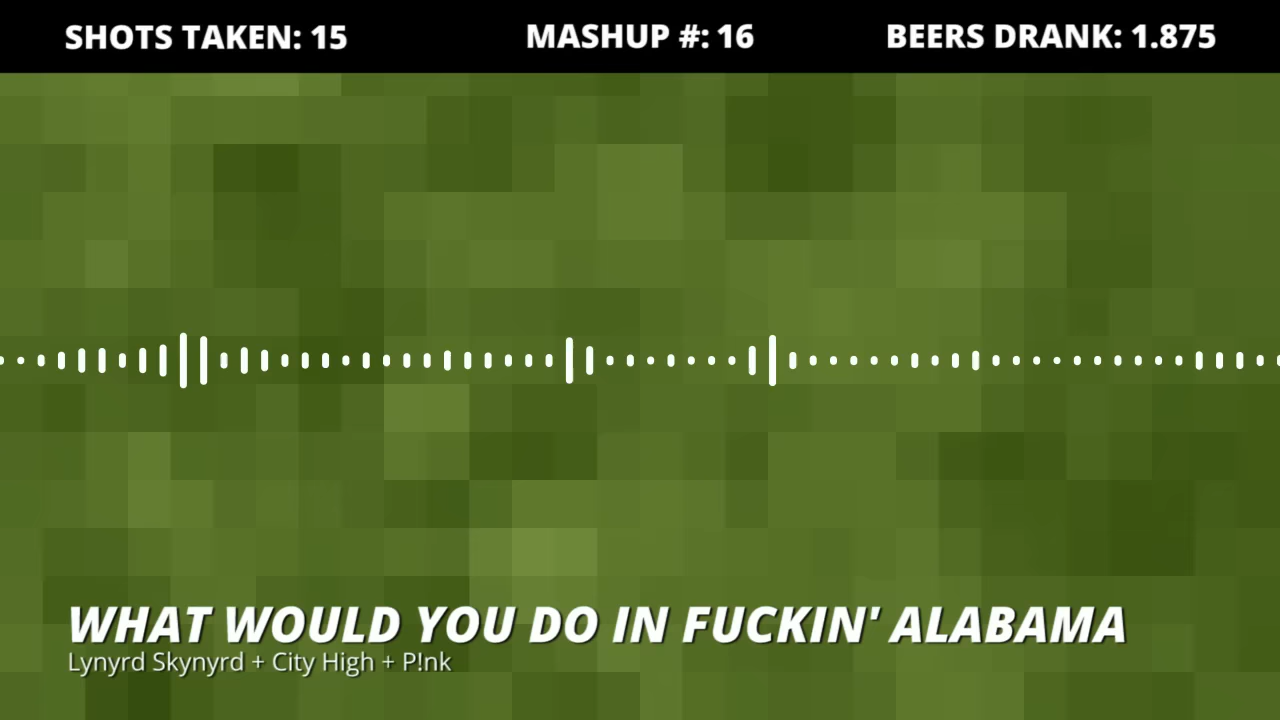 SHOTS TAKEN: 15 MASHUP #: 16 BEERS DRANK: 1.875
WHAT WOULD YOU DO IN FUCKIN' ALABAMA
Lynyrd Skynyrd + City High + P!nk